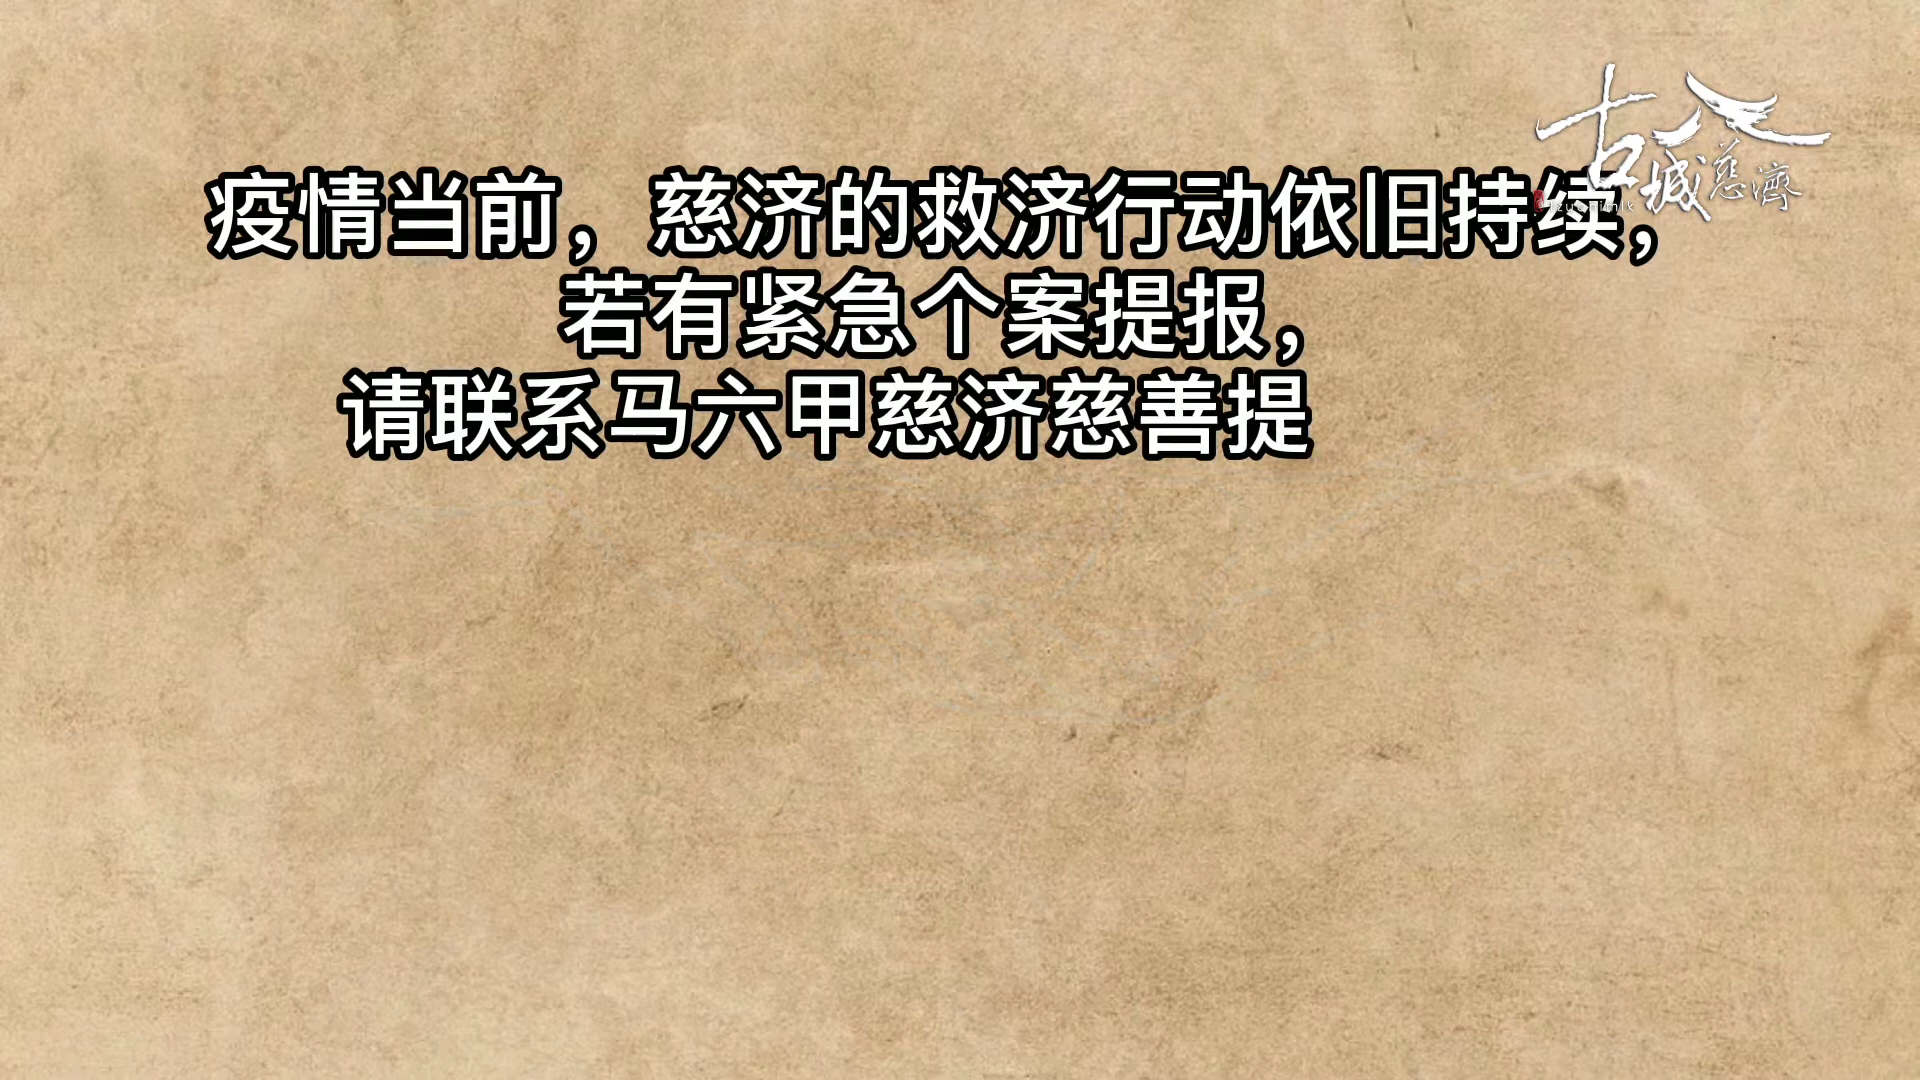 古城慈濟
疫情当前，慈济的救济行动依旧持续，
若有紧急个案提报，
请联系马六甲慈济慈善提